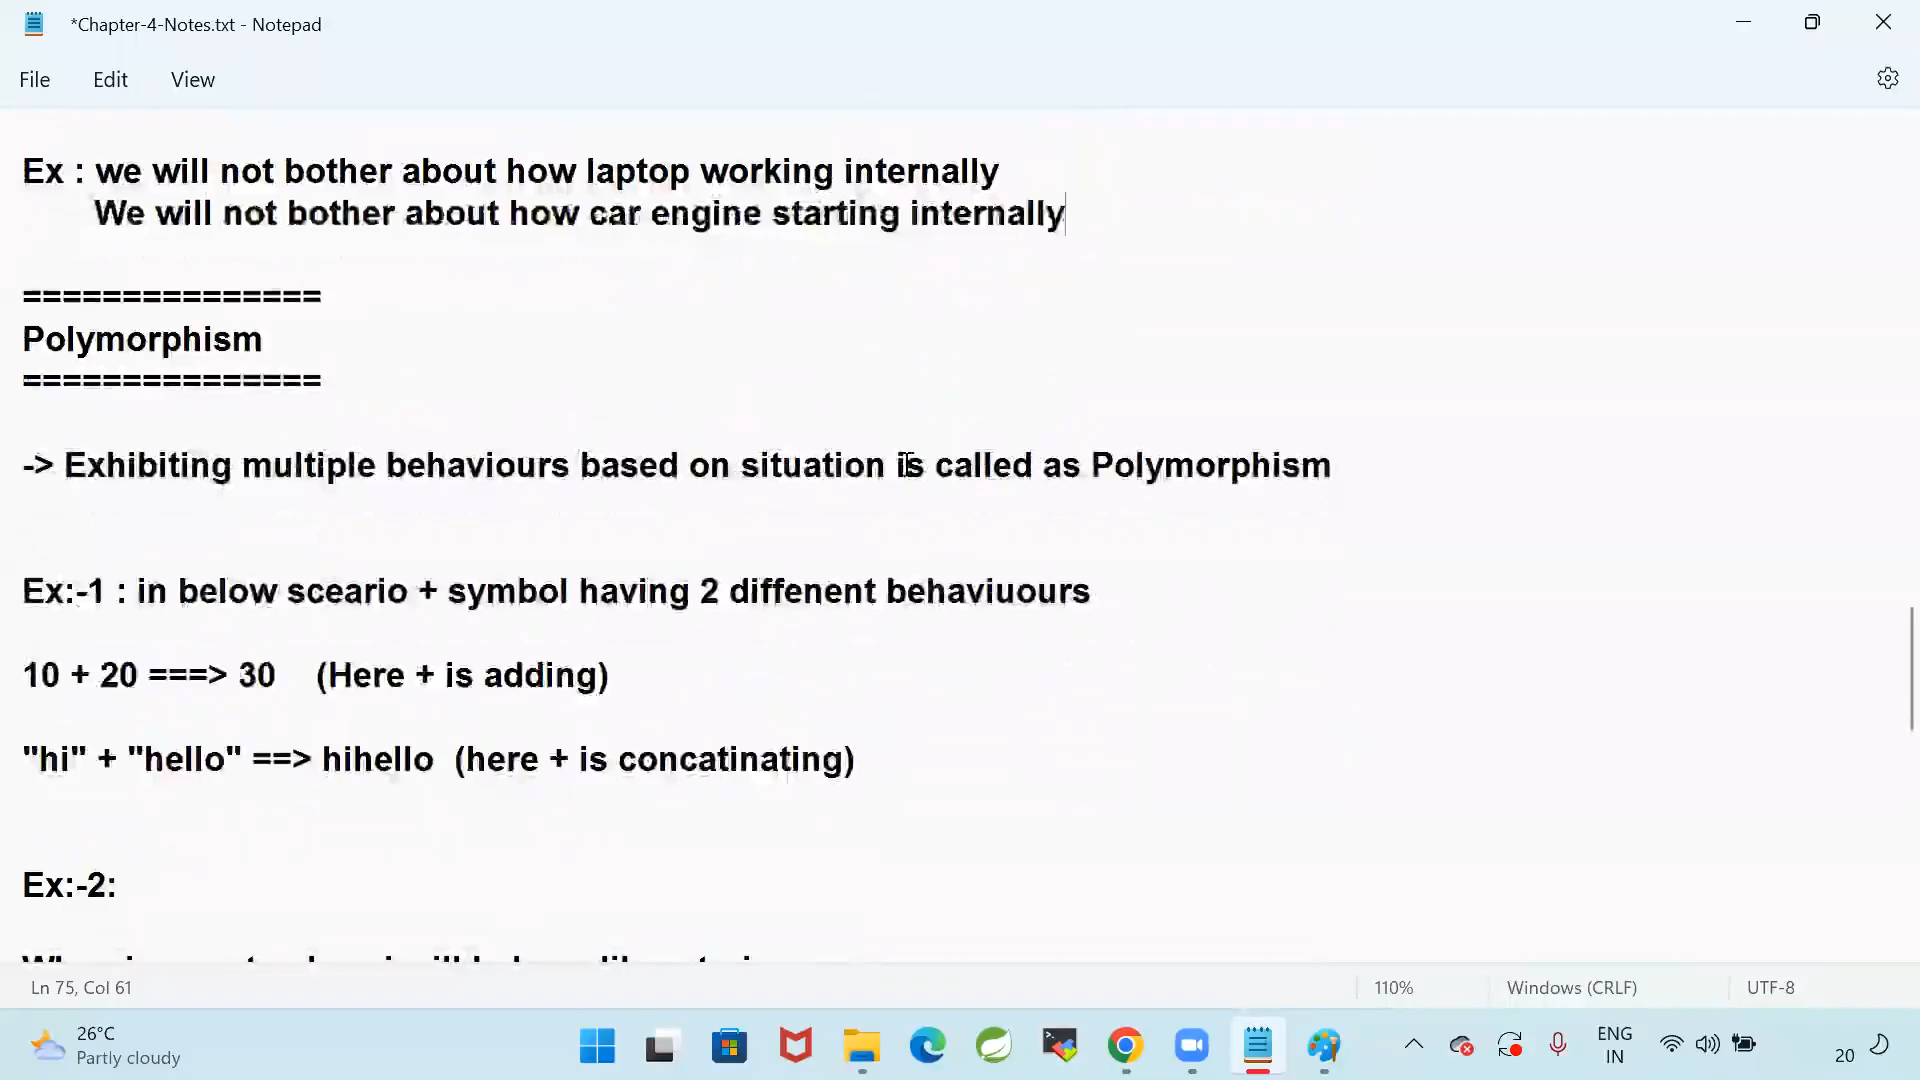 *Chapter-4-Notes.txt - Notepad
File Edit View
Ex : we will not bother about how laptop working internally
We will not bother about how car engine starting internally
===============
Polymorphism
===============
-> Exhibiting multiple behaviours based on situation is called as Polymorphism
Ex:-1 : in below sceario + symbol having 2 diffenent behaviuours
10 + 20 ===> 30 (Here + is adding)
"hi" + "hello" ==> hihello (here + is concatinating)
Ex:-2:
Ln 75, Col 61 110% Windows (CRLF) UTF-8
26°C
Partly cloudy
ENG
IN
20